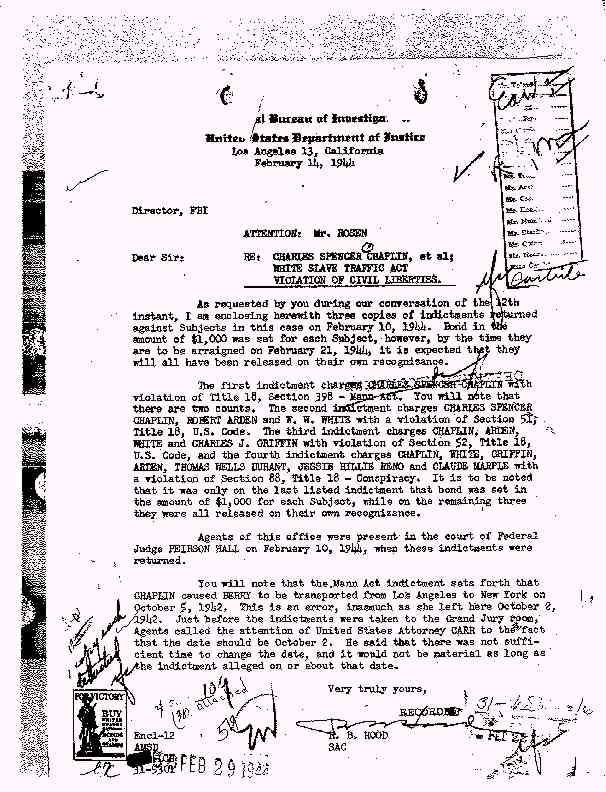 al Bureau of Investiga
United States Department of Justice
Los Angeles 13, California
February 14, 1944
Director, FBI
ATTENTION: Mr. ROSEN
Dear Sir:
RE: CHARLES SPENCER CHAPLIN, et al;
WHITE SLAVE TRAFFIC ACT
VIOLATION OF CIVIL LIBERTIES.
As requested by you during our conversation of the 12th
instant, I am enclosing herewith three copies of indictments returned
against Subjects in this case on February 10, 1944. Bond in the
amount of $1,000 was set for each Subject, however, by the time they
are to be arraigned on February 21, 1944, it is expected that they
will all have been released on their own recognizance.
The first indictment charges CHARLES SPENCER CHAPLIN with
violation of Title 18, Section 398 - Mann Act. You will note that
there are two counts. The second indictment charges CHARLES SPENCER
CHAPLIN, ROBERT ARDEN and W. W. WHITE with a violation of Section 51,
Title 18, U.S. Code. The third indictment charges CHAPLIN, ARDEN,
WHITE and CHARLES J. GRIFFIN with violation of Section 52, Title 18,
U.S. Code, and the fourth indictment charges CHAPLIN, WHITE, GRIFFIN,
ARDEN, THOMAS WELLS DURANT, JESSIE BILLIE RENO and CLAUDE MARPLE with
a violation of Section 88, Title 18 - Conspiracy. It is to be noted
that it was only on the last listed indictment that bond was set in
the amount of $1,000 for each Subject, while on the remaining three
they were all released on their own recognizance.
Agents of this office were present in the court of Federal
Judge PEIRSON HALL on February 10, 1944, when these indictments were
returned.
You will note that the Mann Act indictment sets forth that
CHAPLIN caused BERRY to be transported from Los Angeles to New York on
October 5, 1942. This is an error, inasmuch as she left here October 2,
1942. Just before the indictments were taken to the Grand Jury room,
Agents called the attention of United States Attorney CARR to the fact
that the date should be October 2. He said that there was not suffi-
cient time to change the date, and it would not be material as long as
the indictment alleged on or about that date.
Very truly yours,
RECORDED
R. B. HOOD
SAC
FOR VICTORY
BUY
UNITED
STATES
BONDS
AND
STAMPS
Encl-12
31-5301
FEB 29 1944